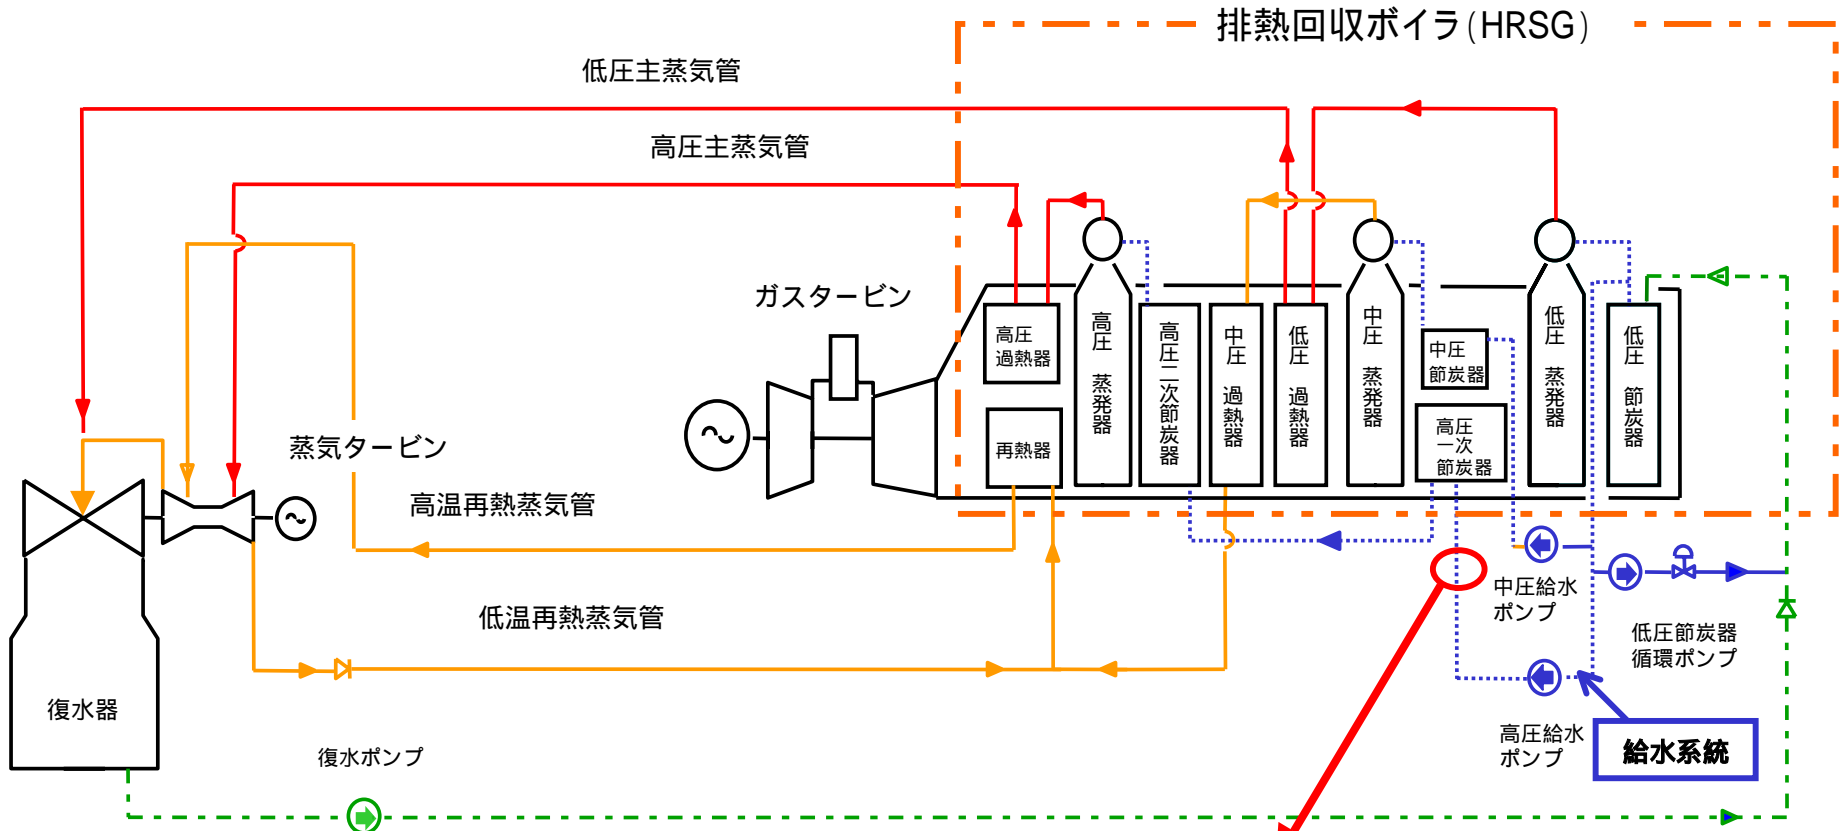 排熱回収ボイラ(HRSG)
低圧主蒸気管
高圧主蒸気管
ガスタービン
高圧
過熱器
高圧 蒸発器
高圧二次節炭器
中圧 過熱器
低圧 過熱器
中圧 蒸発器
中圧
節炭器
低圧 蒸発器
低圧 節炭器
再熱器
高圧
一次
節炭器
蒸気タービン
高温再熱蒸気管
低温再熱蒸気管
中圧給水
ポンプ
低圧節炭器
循環ポンプ
復水器
復水ポンプ
高圧給水
ポンプ
給水系統